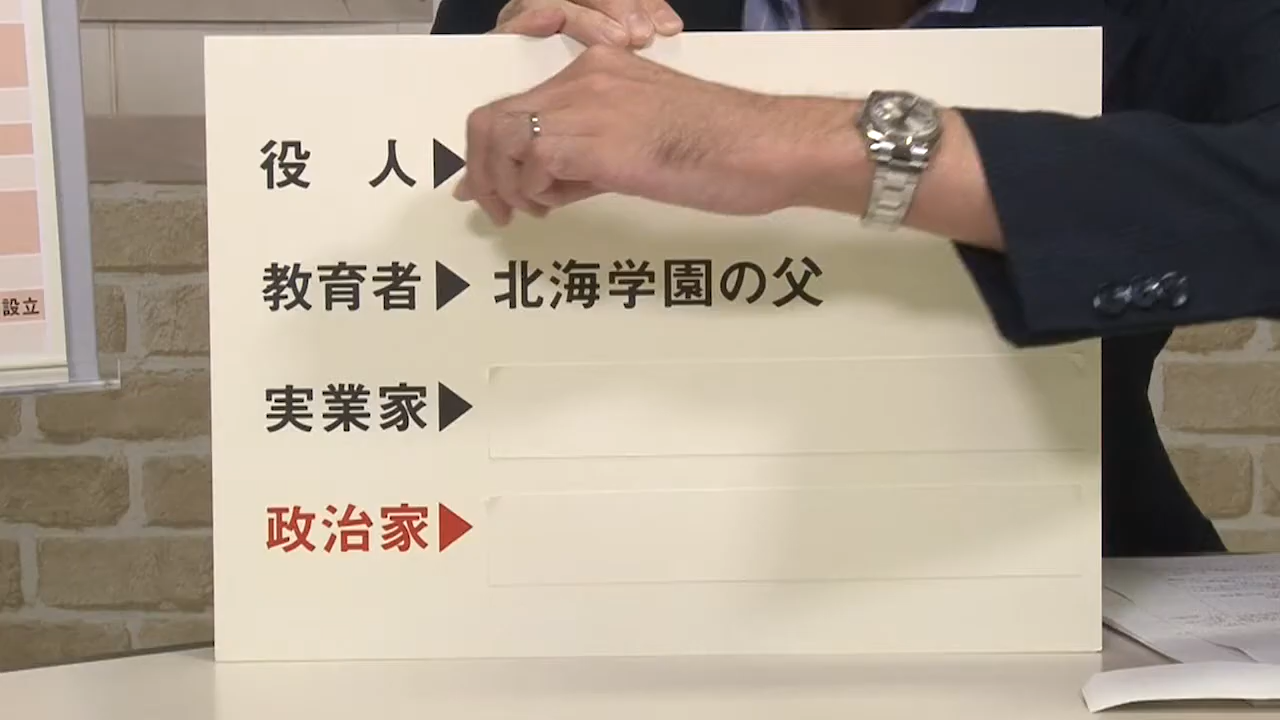 役 人▶
教育者▶北海学園の父
実業家▶
政治家▶
設立